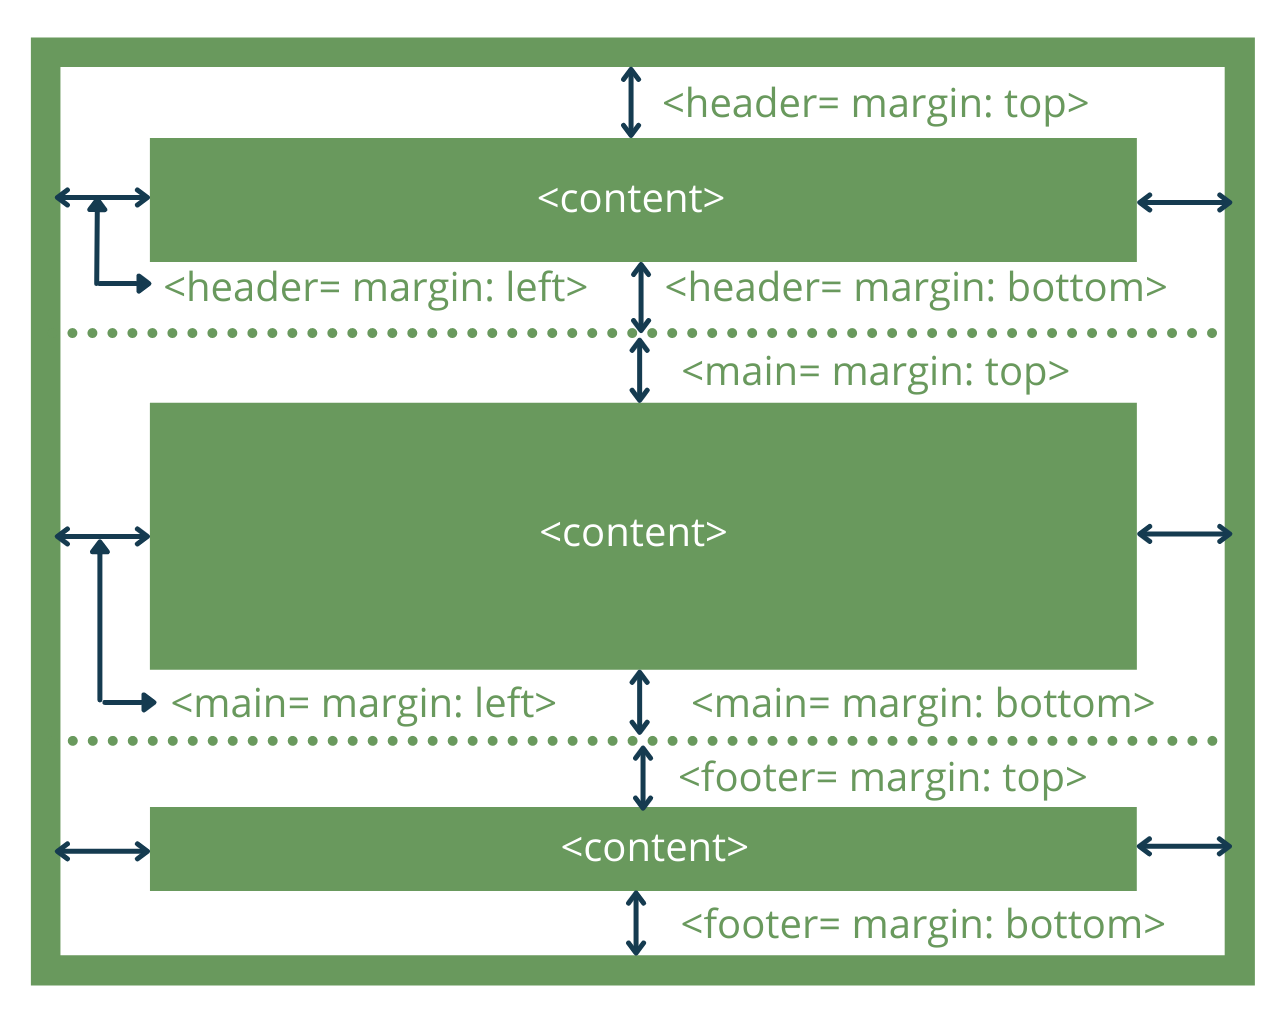 <header= margin: top>
<content>
<header= margin: left> <header= margin: bottom>
<main= margin: top>
<content>
<main= margin: left> <main= margin: bottom>
<footer= margin: top>
<content>
<footer= margin: bottom>